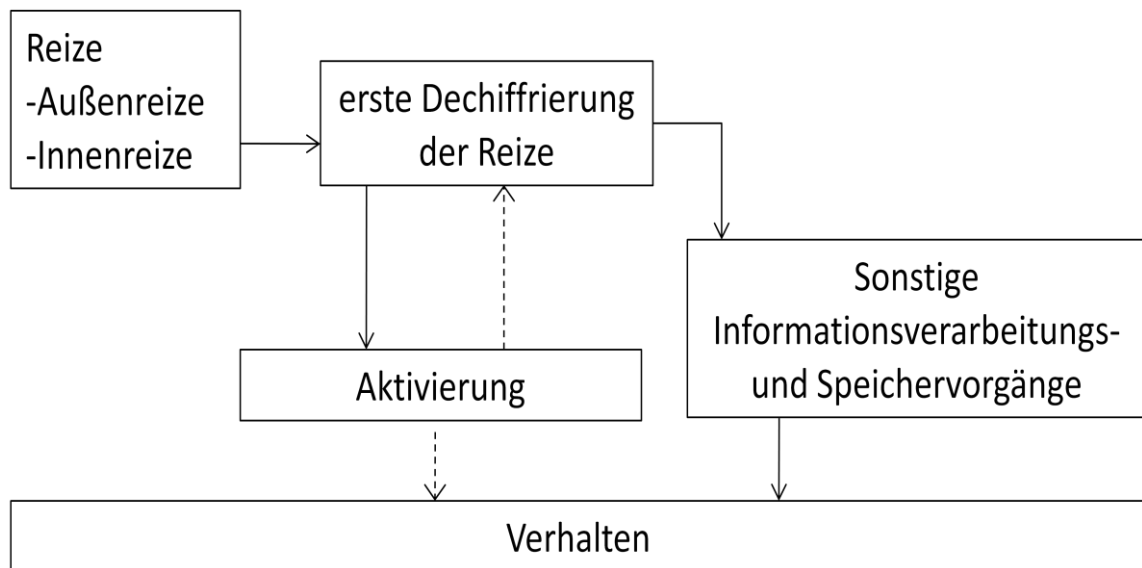 Reize
-Außenreize
-Innenreize
erste Dechiffrierung
der Reize
Sonstige
Informationsverarbeitungs-
und Speichervorgänge
Aktivierung
Verhalten